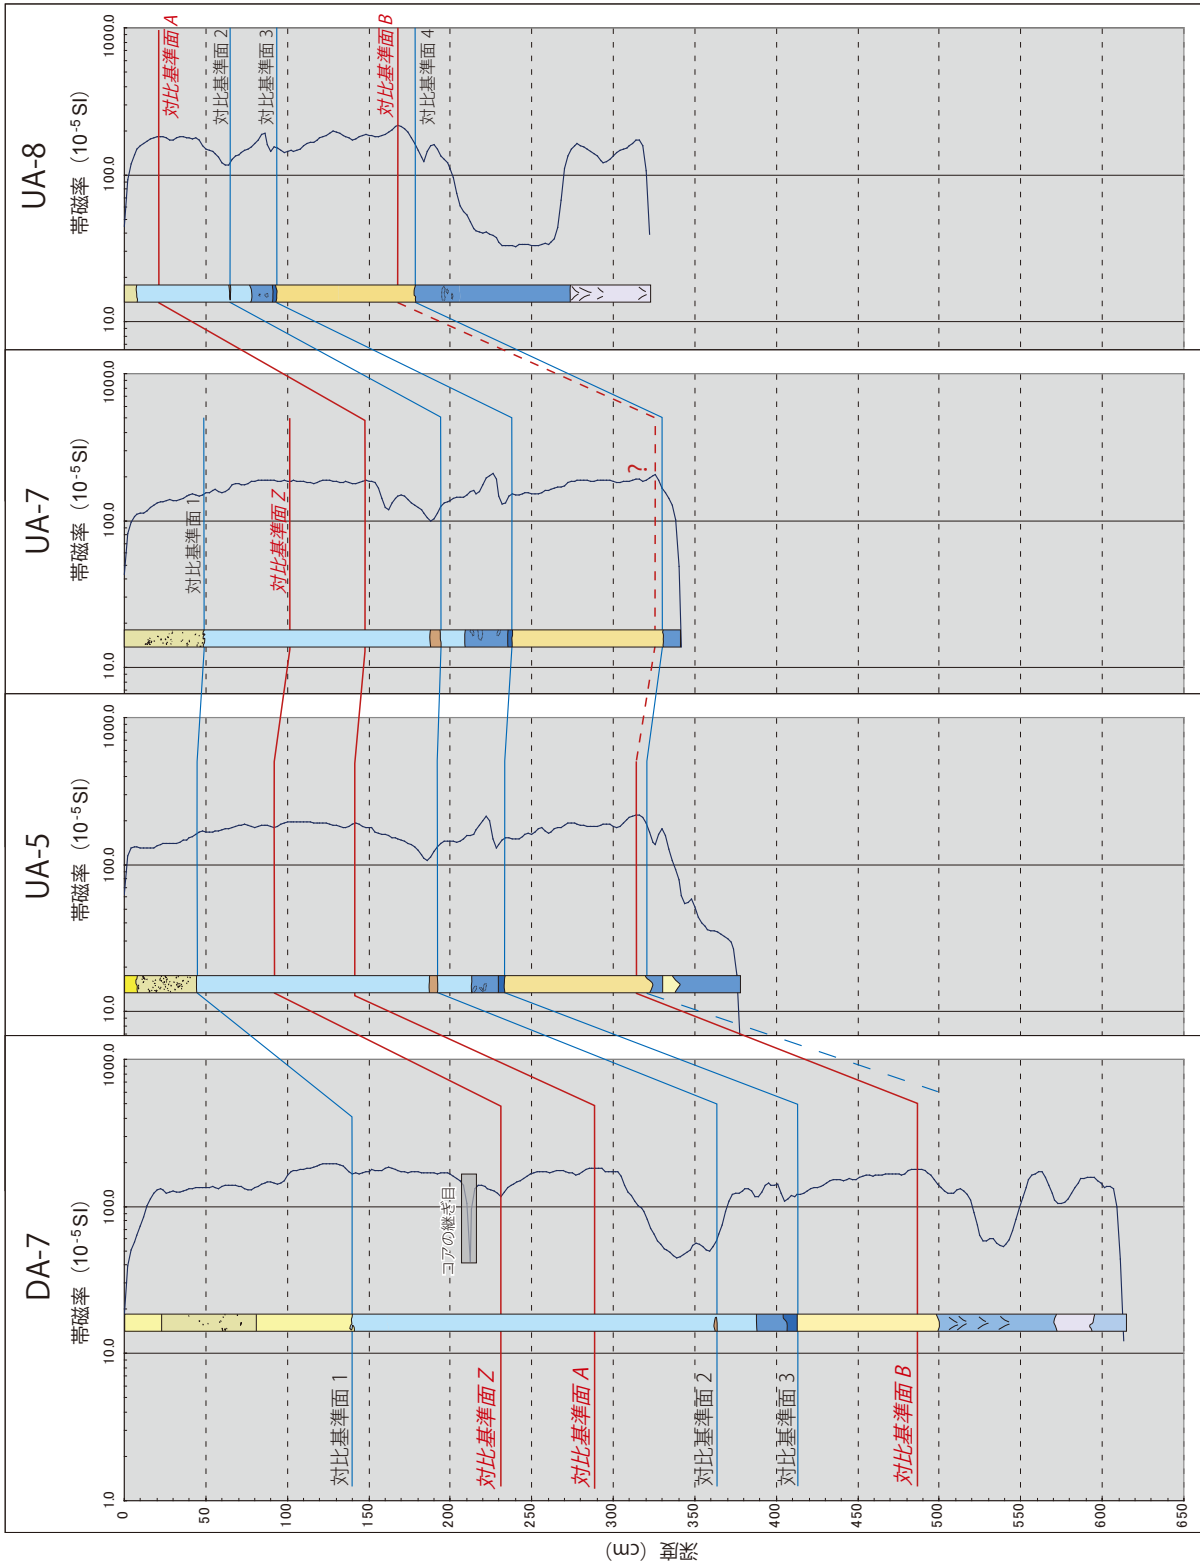 DA-7
帯磁率 (10⁻⁵SI)
1.0
10.0
100.0
1000.0
UA-5
帯磁率 (10⁻⁵SI)
10.0
100.0
1000.0
UA-7
帯磁率 (10⁻⁵SI)
10.0
100.0
1000.0
UA-8
帯磁率 (10⁻⁵SI)
10.0
100.0
1000.0
深度 (cm)
0
50
100
150
200
250
300
350
400
450
500
550
600
650
対比基準面 1
対比基準面 Z
対比基準面 A
対比基準面 2
対比基準面 3
対比基準面 B
コアの継ぎ目
対比基準面 1
対比基準面 Z
?
対比基準面 A
対比基準面 2
対比基準面 3
対比基準面 B
対比基準面 4